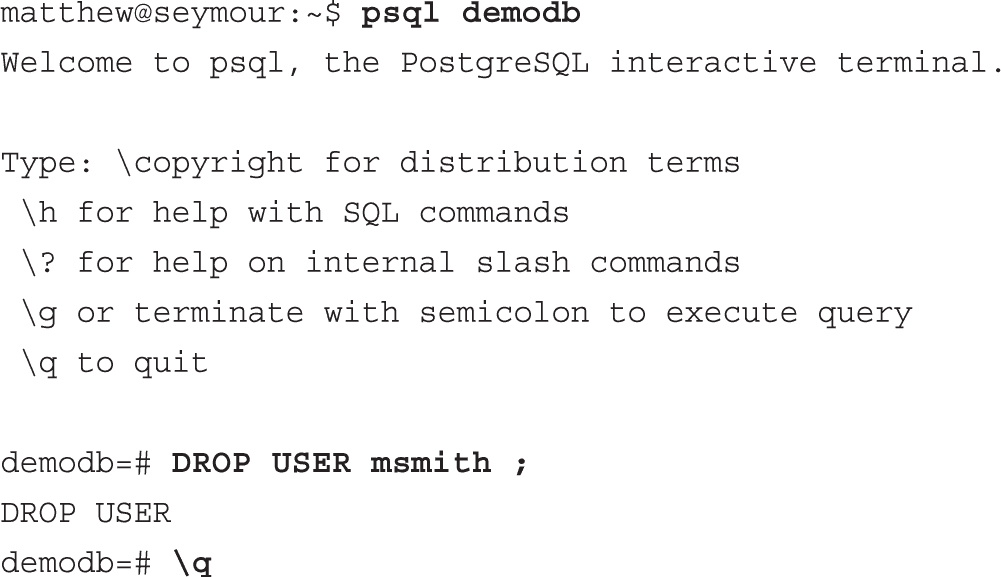 matthew@seymour:~$ psql demodb
Welcome to psql, the PostgreSQL interactive terminal.
Type: \copyright for distribution terms
\h for help with SQL commands
\? for help on internal slash commands
\g or terminate with semicolon to execute query
\q to quit
demodb=# DROP USER msmith ;
DROP USER
demodb=# \q